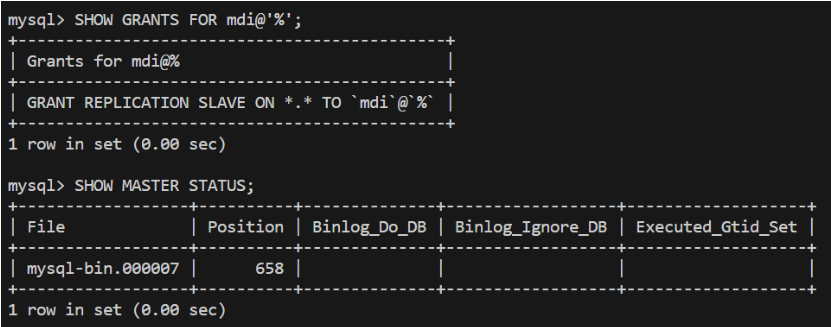 mysql> SHOW GRANTS FOR mdi@'%';
+-------------------------------------------+
| Grants for mdi@%                          |
+-------------------------------------------+
| GRANT REPLICATION SLAVE ON *.* TO `mdi`@`%` |
+-------------------------------------------+
1 row in set (0.00 sec)
mysql> SHOW MASTER STATUS;
+------------------+----------+--------------+------------------+-------------------+
| File             | Position | Binlog_Do_DB | Binlog_Ignore_DB | Executed_Gtid_Set |
+------------------+----------+--------------+------------------+-------------------+
| mysql-bin.000007 |      658 |              |                  |                   |
+------------------+----------+--------------+------------------+-------------------+
1 row in set (0.00 sec)